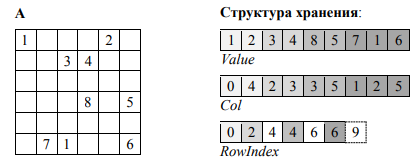 A
1 2
3 4
8 5
7 1 6
Структура хранения:
1 2 3 4 8 5 7 1 6
Value
0 4 2 3 3 5 1 2 5
Col
0 2 4 4 6 6 9
RowIndex